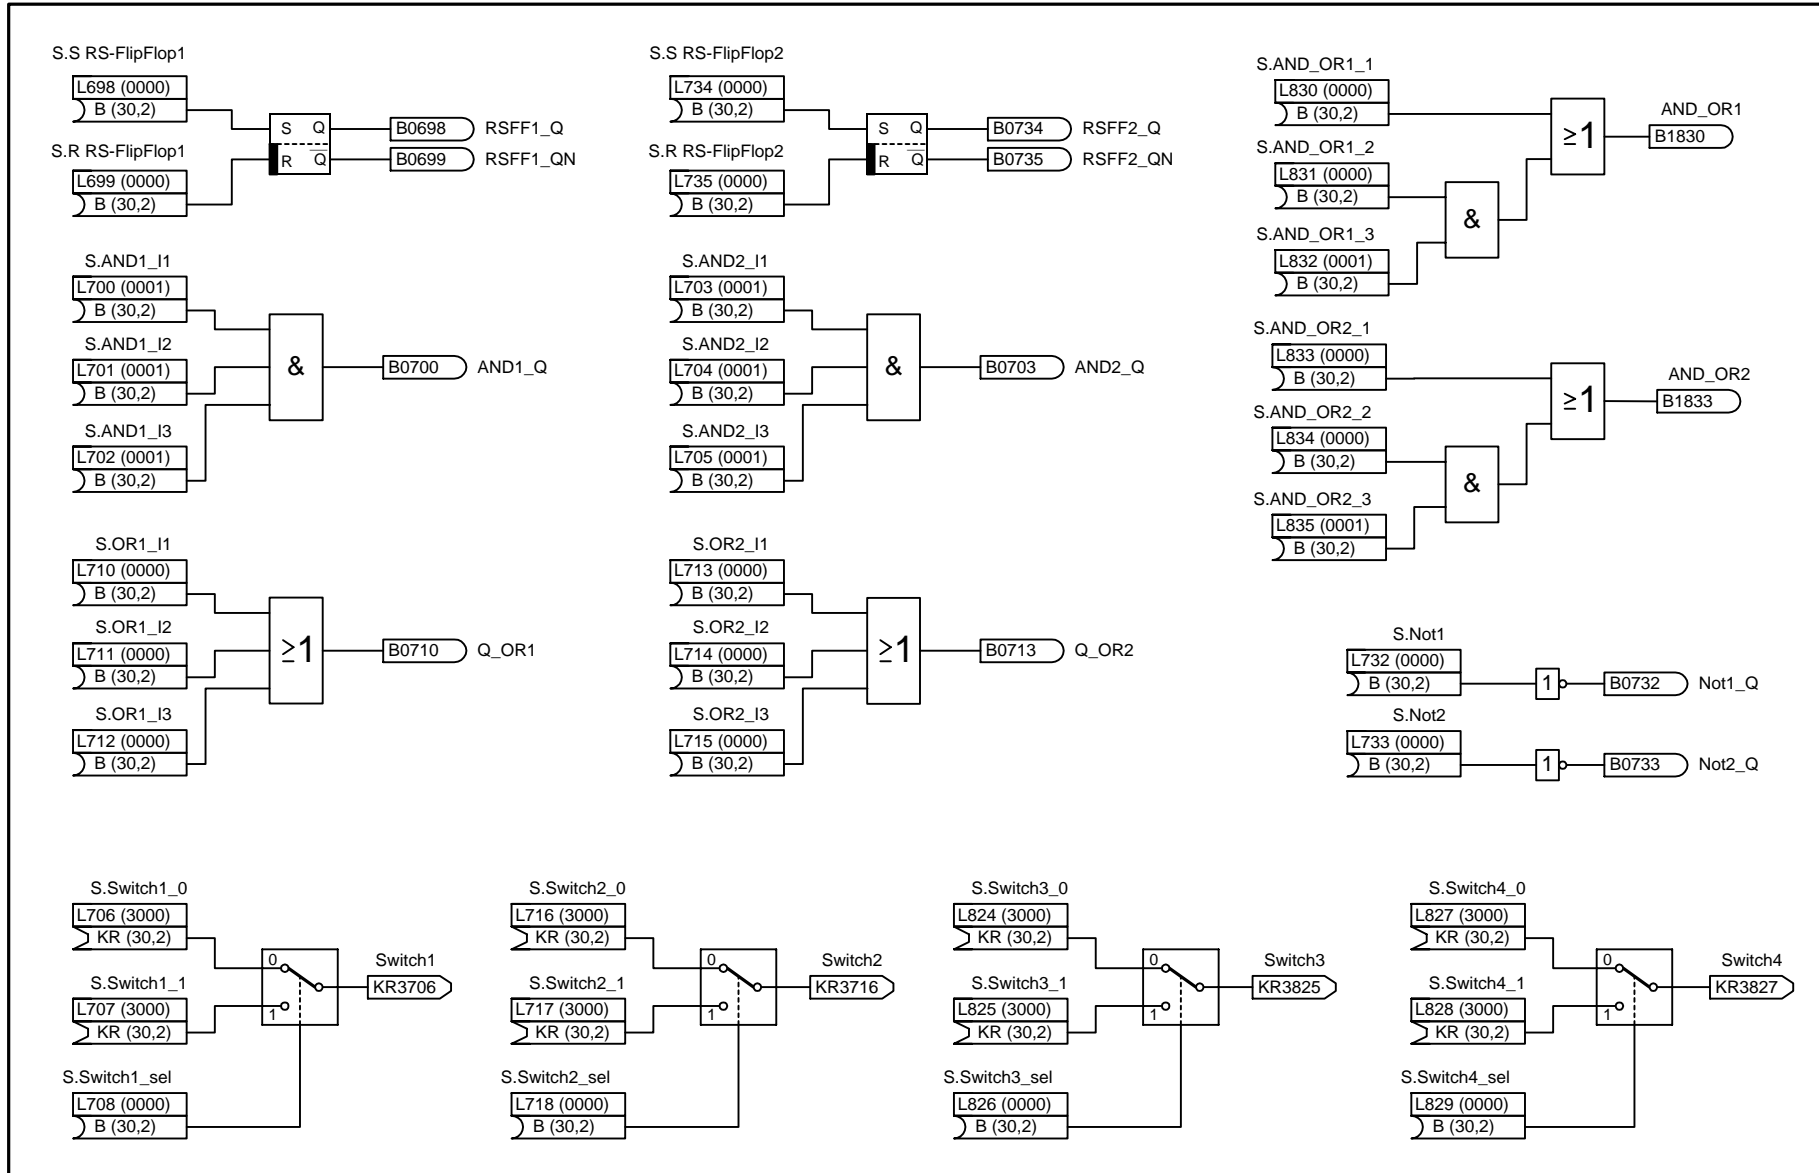 S.S RS-FlipFlop1
L698 (0000)
B (30,2)
S.R RS-FlipFlop1
L699 (0000)
B (30,2)
S Q
R Q
B0698 RSFF1_Q
B0699 RSFF1_QN
S.S RS-FlipFlop2
L734 (0000)
B (30,2)
S.R RS-FlipFlop2
L735 (0000)
B (30,2)
S Q
R Q
B0734 RSFF2_Q
B0735 RSFF2_QN
S.AND_OR1_1
L830 (0000)
B (30,2)
S.AND_OR1_2
L831 (0000)
B (30,2)
S.AND_OR1_3
L832 (0001)
B (30,2)
&
≥1
AND_OR1
B1830
S.AND1_I1
L700 (0001)
B (30,2)
S.AND1_I2
L701 (0001)
B (30,2)
S.AND1_I3
L702 (0001)
B (30,2)
&
B0700 AND1_Q
S.AND2_I1
L703 (0001)
B (30,2)
S.AND2_I2
L704 (0001)
B (30,2)
S.AND2_I3
L705 (0001)
B (30,2)
&
B0703 AND2_Q
S.AND_OR2_1
L833 (0000)
B (30,2)
S.AND_OR2_2
L834 (0000)
B (30,2)
S.AND_OR2_3
L835 (0001)
B (30,2)
&
≥1
AND_OR2
B1833
S.OR1_I1
L710 (0000)
B (30,2)
S.OR1_I2
L711 (0000)
B (30,2)
S.OR1_I3
L712 (0000)
B (30,2)
≥1
B0710 Q_OR1
S.OR2_I1
L713 (0000)
B (30,2)
S.OR2_I2
L714 (0000)
B (30,2)
S.OR2_I3
L715 (0000)
B (30,2)
≥1
B0713 Q_OR2
S.Not1
L732 (0000)
B (30,2)
1
B0732 Not1_Q
S.Not2
L733 (0000)
B (30,2)
1
B0733 Not2_Q
S.Switch1_0
L706 (3000)
KR (30,2)
S.Switch1_1
L707 (3000)
KR (30,2)
S.Switch1_sel
L708 (0000)
B (30,2)
0
1
Switch1
KR3706
S.Switch2_0
L716 (3000)
KR (30,2)
S.Switch2_1
L717 (3000)
KR (30,2)
S.Switch2_sel
L718 (0000)
B (30,2)
0
1
Switch2
KR3716
S.Switch3_0
L824 (3000)
KR (30,2)
S.Switch3_1
L825 (3000)
KR (30,2)
S.Switch3_sel
L826 (0000)
B (30,2)
0
1
Switch3
KR3825
S.Switch4_0
L827 (3000)
KR (30,2)
S.Switch4_1
L828 (3000)
KR (30,2)
S.Switch4_sel
L829 (0000)
B (30,2)
0
1
Switch4
KR3827